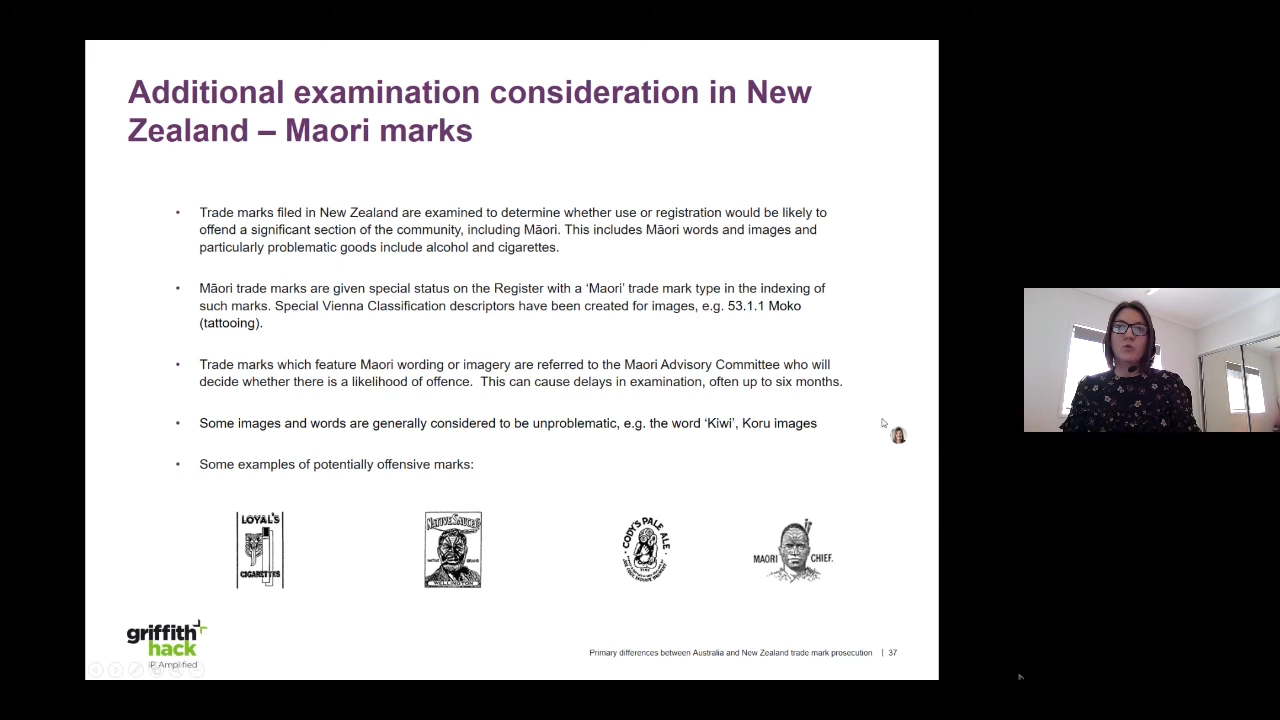 Additional examination consideration in New
Zealand – Maori marks
• Trade marks filed in New Zealand are examined to determine whether use or registration would be likely to
offend a significant section of the community, including Māori. This includes Māori words and images and
particularly problematic goods include alcohol and cigarettes.
• Māori trade marks are given special status on the Register with a ‘Maori’ trade mark type in the indexing of
such marks. Special Vienna Classification descriptors have been created for images, e.g. 53.1.1 Moko
(tattooing).
• Trade marks which feature Maori wording or imagery are referred to the Maori Advisory Committee who will
decide whether there is a likelihood of offence. This can cause delays in examination, often up to six months.
• Some images and words are generally considered to be unproblematic, e.g. the word ‘Kiwi’, Koru images
• Some examples of potentially offensive marks:
LOYAL'S
CIGARETTES
NATIVE SAUCE
NATIVE BRAND
WELLINGTON
CODY'S PALE ALE
MAORI CHIEF.
griffith
hack
IP Amplified
Primary differences between Australia and New Zealand trade mark prosecution | 37